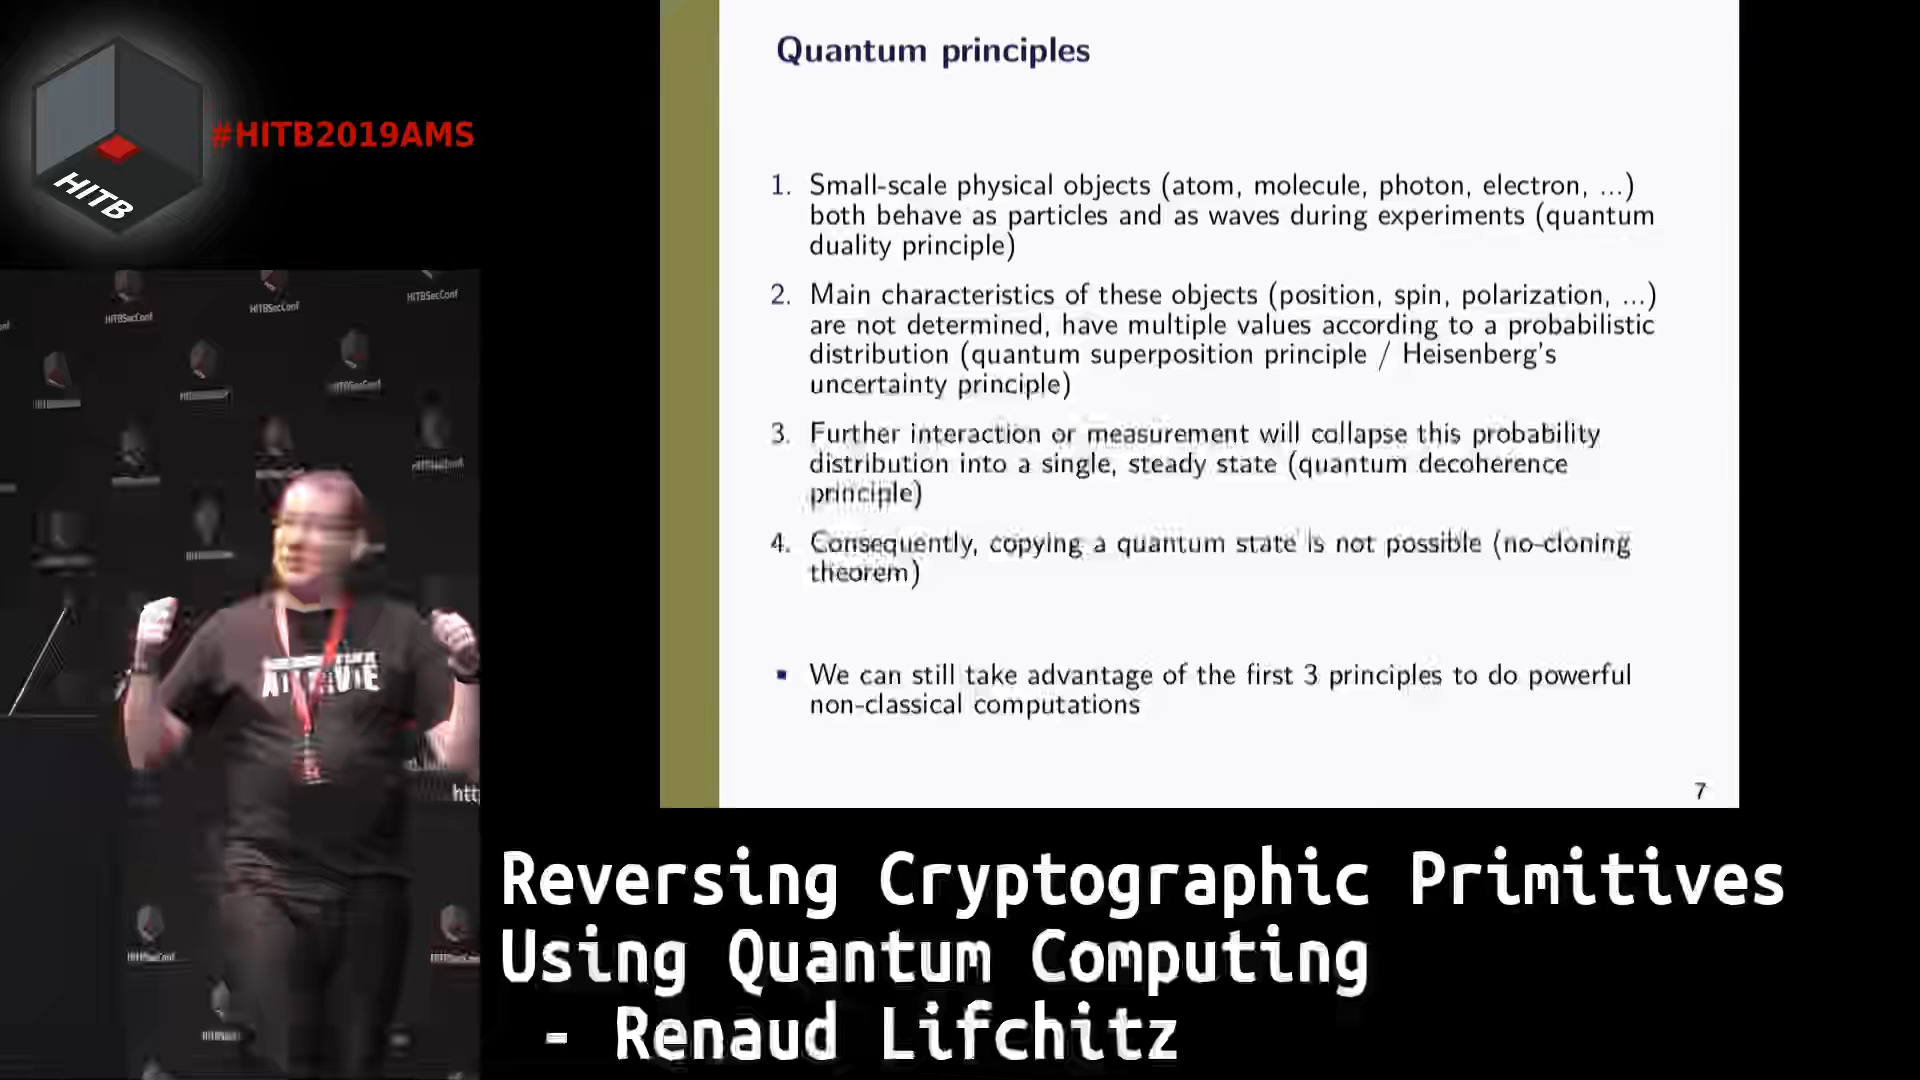 HITB
#HITB2019AMS
Quantum principles
1. Small-scale physical objects (atom, molecule, photon, electron, ...)
both behave as particles and as waves during experiments (quantum
duality principle)
2. Main characteristics of these objects (position, spin, polarization, ...)
are not determined, have multiple values according to a probabilistic
distribution (quantum superposition principle / Heisenberg's
uncertainty principle)
3. Further interaction or measurement will collapse this probability
distribution into a single, steady state (quantum decoherence
principle)
4. Consequently, copying a quantum state is not possible (no-cloning
theorem)
▪ We can still take advantage of the first 3 principles to do powerful
non-classical computations
7
HITBSecConf
HITBSecConf
HITBSecConf
HITBSecConf
htt
Reversing Cryptographic Primitives
Using Quantum Computing
- Renaud Lifchitz